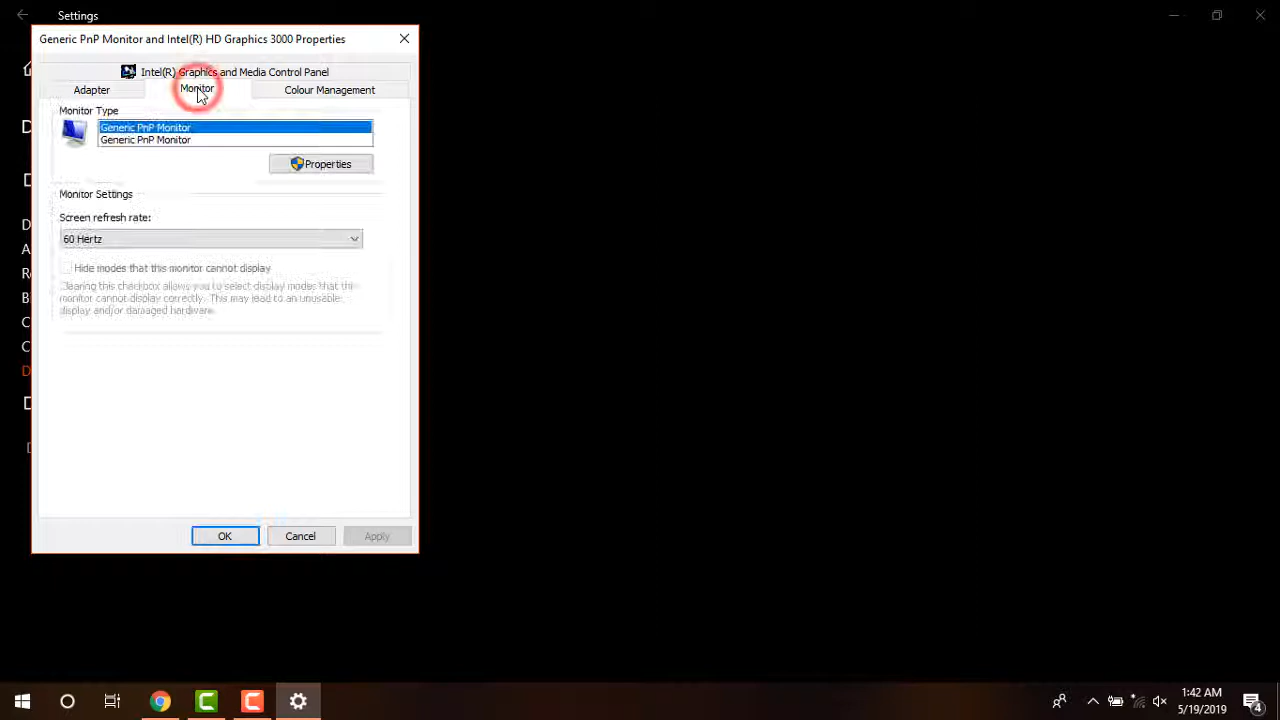 Settings
Generic PnP Monitor and Intel(R) HD Graphics 3000 Properties
Intel(R) Graphics and Media Control Panel
Adapter
Monitor
Colour Management
Monitor Type
Generic PnP Monitor
Generic PnP Monitor
Properties
Monitor Settings
Screen refresh rate:
60 Hertz
Hide modes that this monitor cannot display
Clearing this checkbox allows you to select display modes that this
monitor cannot display correctly. This may lead to an unusable
display and/or damaged hardware.
OK
Cancel
Apply
1:42 AM
5/19/2019
4